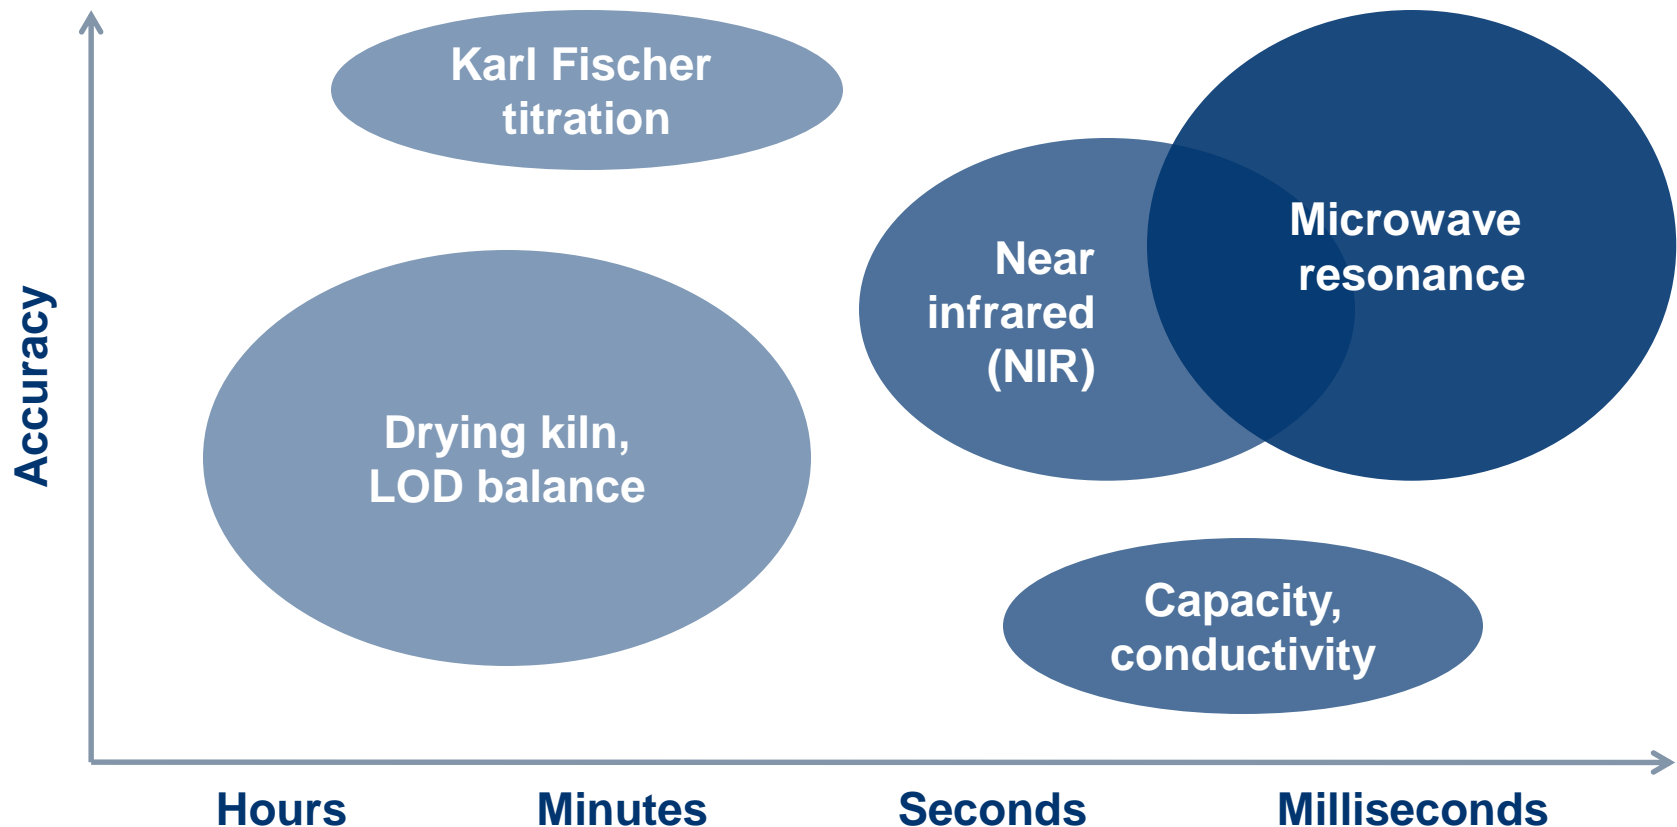 Karl Fischer
titration
Microwave
resonance
Near
infrared
(NIR)
Accuracy
Drying kiln,
LOD balance
Capacity,
conductivity
Hours
Minutes
Seconds
Milliseconds